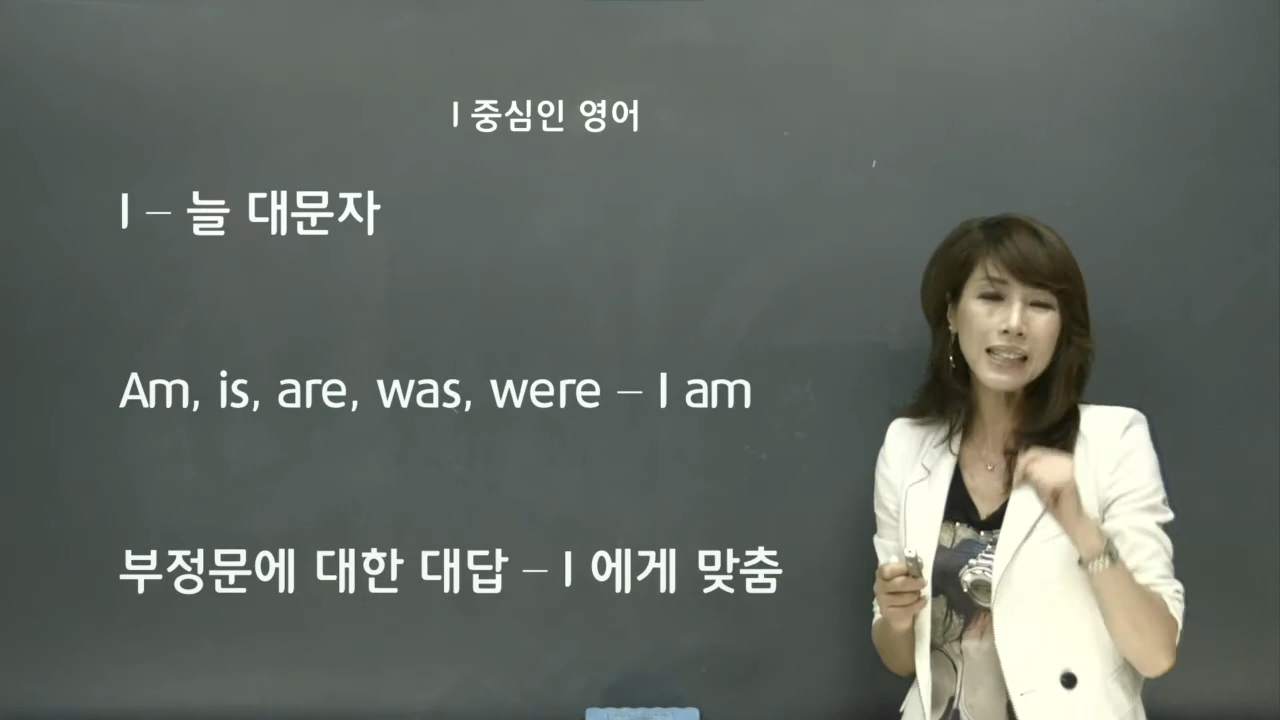 I 중심인 영어
I – 늘 대문자
Am, is, are, was, were – I am
부정문에 대한 대답 – I 에게 맞춤